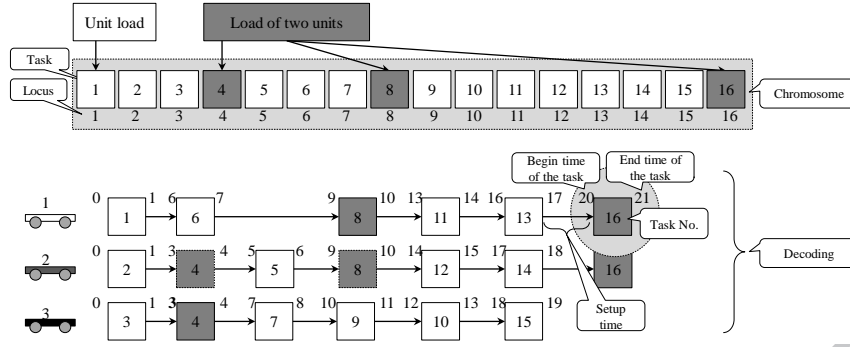 Unit load
Load of two units
Task
1 2 3 4 5 6 7 8 9 10 11 12 13 14 15 16
Locus
Chromosome
1 2 3 4 5 6 7 8 9 10 11 12 13 14 15 16
Begin time
of the task
End time of
the task
1
0 1 6 7 9 10 13 14 16 17 20 21
1 6 8 11 13 16
Task No.
2
0 1 3 4 5 6 9 10 14 15 17 18
2 4 5 8 12 14 16
Decoding
3
0 1 3 4 7 8 10 11 12 13 18 19
3 4 7 9 10 15
Setup
time